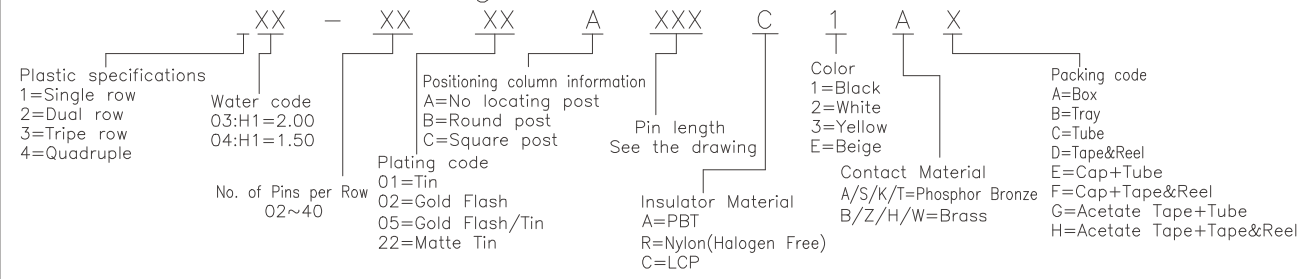 XX - XX XX A XXX C 1 A X
Plastic specifications
1=Single row
2=Dual row
3=Tripe row
4=Quadruple
Water code
03:H1=2.00
04:H1=1.50
No. of Pins per Row
02~40
Plating code
01=Tin
02=Gold Flash
05=Gold Flash/Tin
22=Matte Tin
Positioning column information
A=No locating post
B=Round post
C=Square post
Pin length
See the drawing
Insulator Material
A=PBT
R=Nylon(Halogen Free)
C=LCP
Color
1=Black
2=White
3=Yellow
E=Beige
Contact Material
A/S/K/T=Phosphor Bronze
B/Z/H/W=Brass
Packing code
A=Box
B=Tray
C=Tube
D=Tape&Reel
E=Cap+Tube
F=Cap+Tape&Reel
G=Acetate Tape+Tube
H=Acetate Tape+Tape&Reel